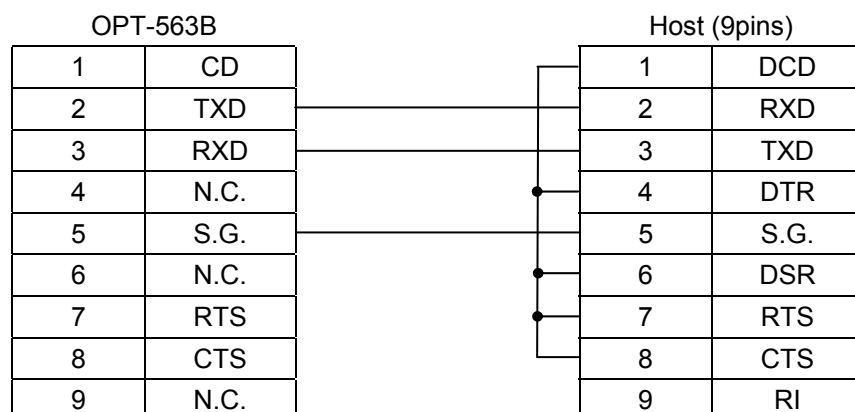 OPT-563B Host (9pins)
1 CD 1 DCD
2 TXD 2 RXD
3 RXD 3 TXD
4 N.C. 4 DTR
5 S.G. 5 S.G.
6 N.C. 6 DSR
7 RTS 7 RTS
8 CTS 8 CTS
9 N.C. 9 RI